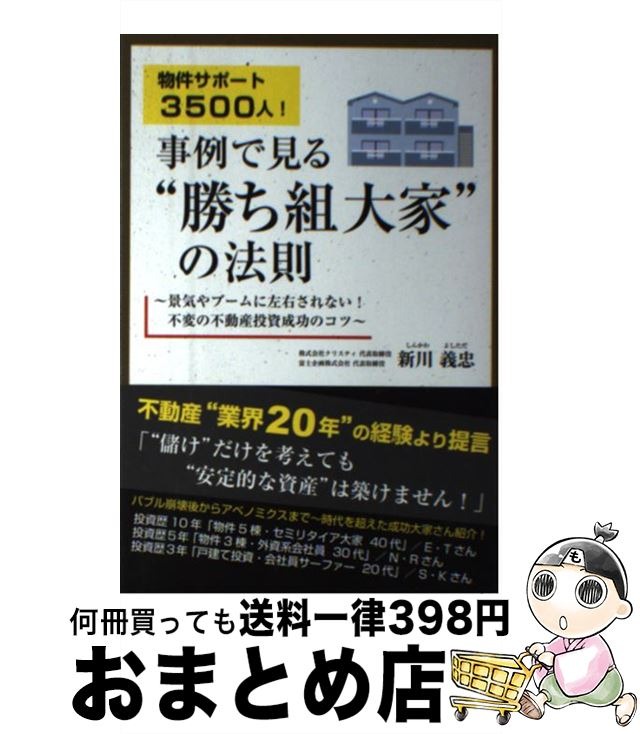 物件サポート
3500人!
事例で見る
“勝ち組大家”
の法則
~景気やブームに左右されない!
不変の不動産投資成功のコツ~
株式会社クリスティ 代表取締役
富士企画株式会社 代表取締役
しんかわ よしただ
新川 義忠
不動産“業界20年”の経験より提言
「“儲け”だけを考えても
“安定的な資産”は築けません!」
バブル崩壊後からアベノミクスまで~時代を超えた成功大家さん紹介!
投資歴10年「物件5棟・セミリタイア大家 40代」/E・Tさん
投資歴5年「物件3棟・外資系会社員 30代」/N・Rさん
投資歴3年「戸建て投資・会社員サーファー 20代」/S・Kさん
も
何冊買っても送料一律398円
おまとめ店